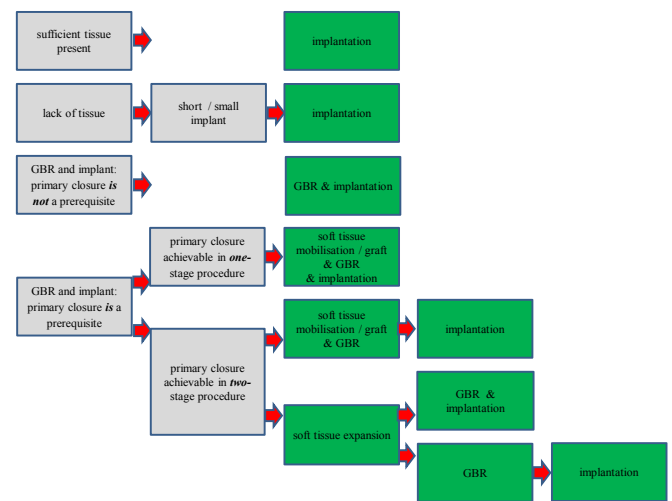 sufficient tissue
present
implantation
lack of tissue
short / small
implant
implantation
GBR and implant:
primary closure is
not a prerequisite
GBR & implantation
GBR and implant:
primary closure is a
prerequisite
primary closure
achievable in one-
stage procedure
soft tissue
mobilisation / graft
& GBR
& implantation
primary closure
achievable in two-
stage procedure
soft tissue
mobilisation / graft
& GBR
implantation
soft tissue expansion
GBR &
implantation
GBR
implantation